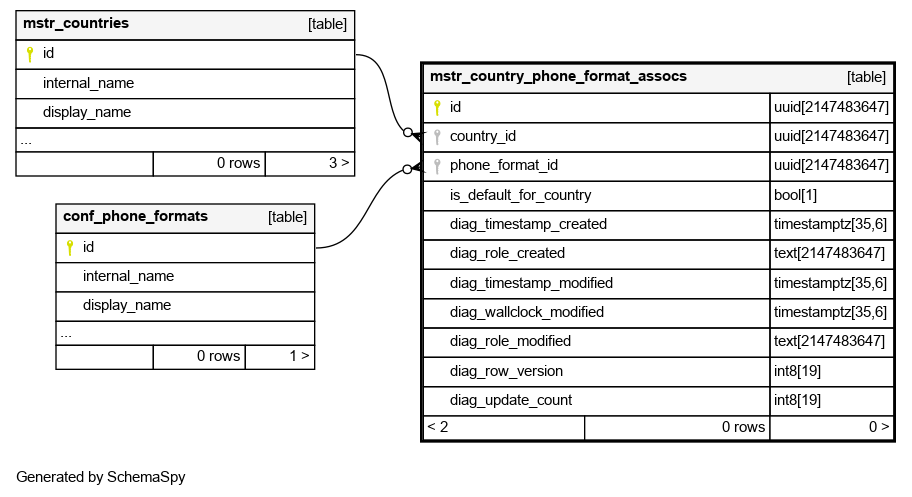 mstr_countries [table]
id
internal_name
display_name
...
0 rows 3 >
conf_phone_formats [table]
id
internal_name
display_name
...
0 rows 1 >
mstr_country_phone_format_assocs [table]
id uuid[2147483647]
country_id uuid[2147483647]
phone_format_id uuid[2147483647]
is_default_for_country bool[1]
diag_timestamp_created timestamptz[35,6]
diag_role_created text[2147483647]
diag_timestamp_modified timestamptz[35,6]
diag_wallclock_modified timestamptz[35,6]
diag_role_modified text[2147483647]
diag_row_version int8[19]
diag_update_count int8[19]
< 2 0 rows 0 >
Generated by SchemaSpy